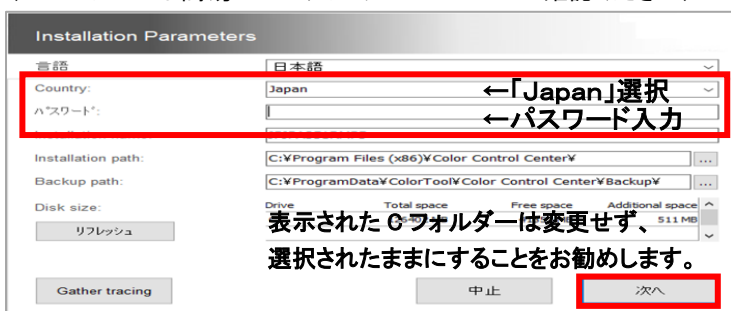 Installation Parameters
言語 日本語
Country: Japan ←「Japan」選択
ﾊﾟｽﾜｰﾄﾞ: ←パスワード入力
Installation path: C:¥Program Files (x86)¥Color Control Center¥ ...
Backup path: C:¥ProgramData¥ColorTool¥Color Control Center¥Backup¥ ...
Disk size: Drive Total space Free space Additional space
511 MB
表示された C フォルダーは変更せず、
リフレッシュ
選択されたままにすることをお勧めします。
Gather tracing 中止 次へ